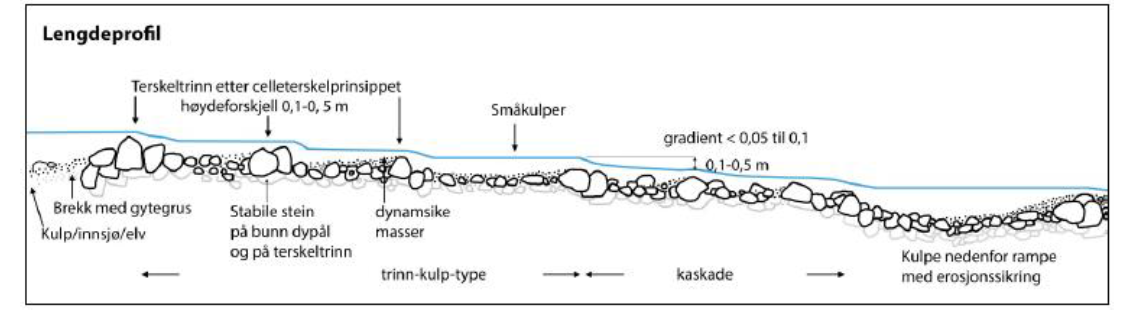 Lengdeprofil
Terskeltrinn etter celleterskelprinsippet
høydeforskjell 0,1-0, 5 m
Småkulper
gradient < 0,05 til 0,1
0,1-0,5 m
Brekk med gytegrus
Kulp/innsjø/elv
Stabile stein
på bunn dypål
og på terskeltrinn
dynamsike
masser
trinn-kulp-type
kaskade
Kulpe nedenfor rampe
med erosjonssikring